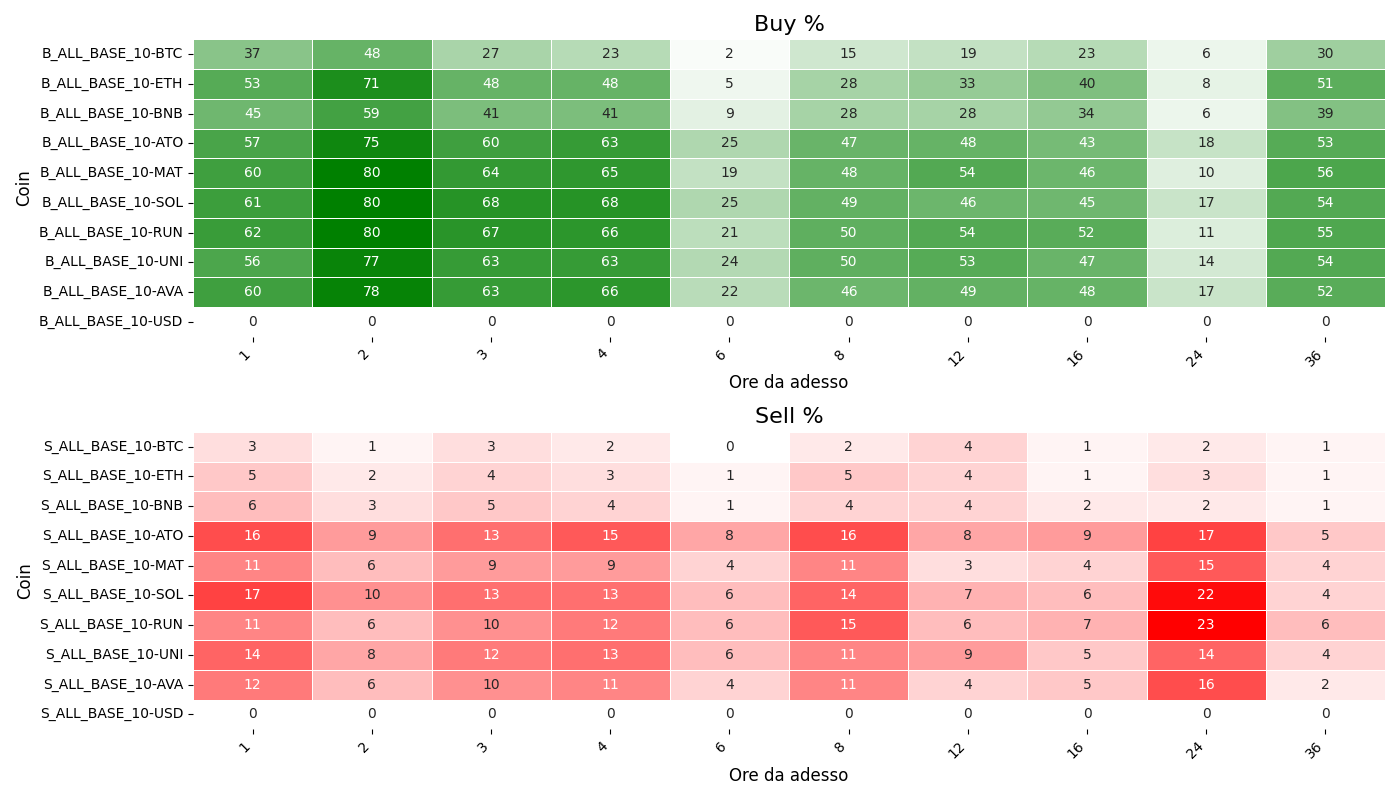 Buy %
Coin
B_ALL_BASE_10-BTC 37 48 27 23 2 15 19 23 6 30
B_ALL_BASE_10-ETH 53 71 48 48 5 28 33 40 8 51
B_ALL_BASE_10-BNB 45 59 41 41 9 28 28 34 6 39
B_ALL_BASE_10-ATO 57 75 60 63 25 47 48 43 18 53
B_ALL_BASE_10-MAT 60 80 64 65 19 48 54 46 10 56
B_ALL_BASE_10-SOL 61 80 68 68 25 49 46 45 17 54
B_ALL_BASE_10-RUN 62 80 67 66 21 50 54 52 11 55
B_ALL_BASE_10-UNI 56 77 63 63 24 50 53 47 14 54
B_ALL_BASE_10-AVA 60 78 63 66 22 46 49 48 17 52
B_ALL_BASE_10-USD 0 0 0 0 0 0 0 0 0 0
1 2 3 4 6 8 12 16 24 36
Ore da adesso
Sell %
Coin
S_ALL_BASE_10-BTC 3 1 3 2 0 2 4 1 2 1
S_ALL_BASE_10-ETH 5 2 4 3 1 5 4 1 3 1
S_ALL_BASE_10-BNB 6 3 5 4 1 4 4 2 2 1
S_ALL_BASE_10-ATO 16 9 13 15 8 16 8 9 17 5
S_ALL_BASE_10-MAT 11 6 9 9 4 11 3 4 15 4
S_ALL_BASE_10-SOL 17 10 13 13 6 14 7 6 22 4
S_ALL_BASE_10-RUN 11 6 10 12 6 15 6 7 23 6
S_ALL_BASE_10-UNI 14 8 12 13 6 11 9 5 14 4
S_ALL_BASE_10-AVA 12 6 10 11 4 11 4 5 16 2
S_ALL_BASE_10-USD 0 0 0 0 0 0 0 0 0 0
1 2 3 4 6 8 12 16 24 36
Ore da adesso